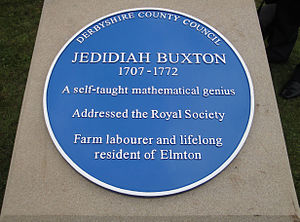 DERBYSHIRE COUNTY COUNCIL
JEDIDIAH BUXTON
1707-1772
A self-taught mathematical genius
Addressed the Royal Society
Farm labourer and lifelong
resident of Elmton